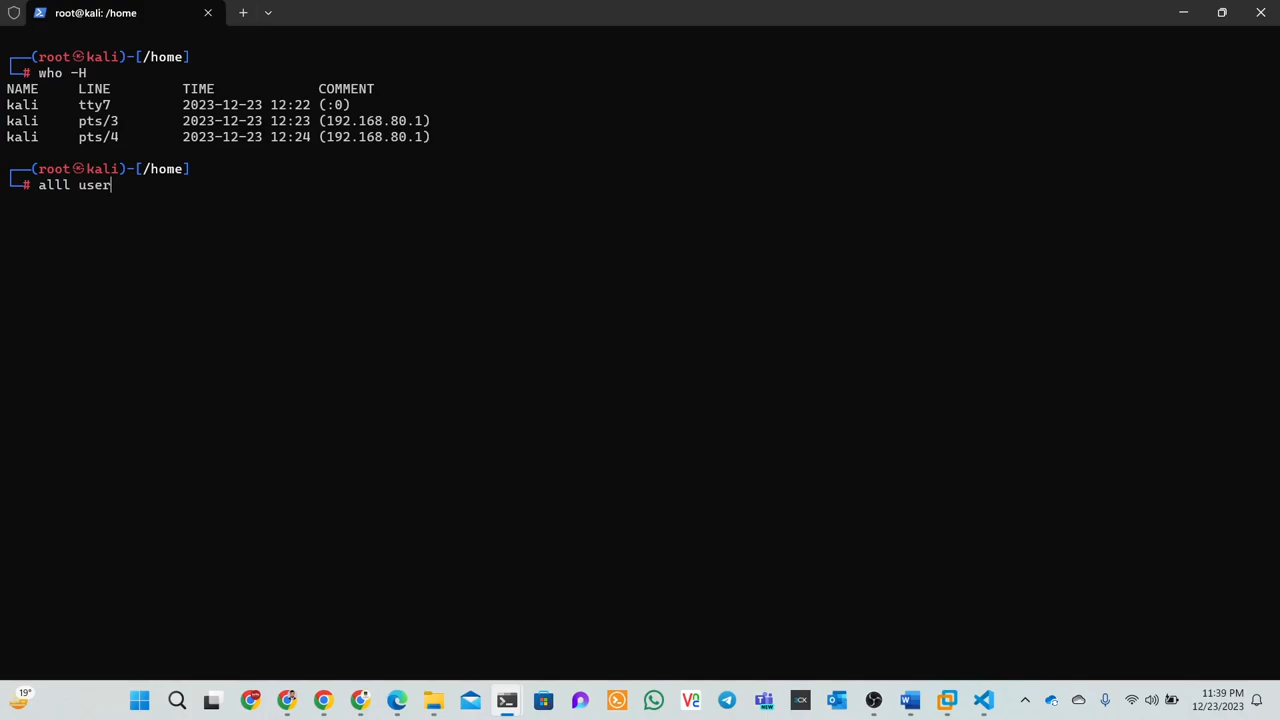 root@kali: /home
┌──(root㉿kali)-[/home]
└─# who -H
NAME     LINE         TIME             COMMENT
kali     tty7         2023-12-23 12:22 (:0)
kali     pts/3        2023-12-23 12:23 (192.168.80.1)
kali     pts/4        2023-12-23 12:24 (192.168.80.1)
┌──(root㉿kali)-[/home]
└─# alll user
19°
11:39 PM
12/23/2023